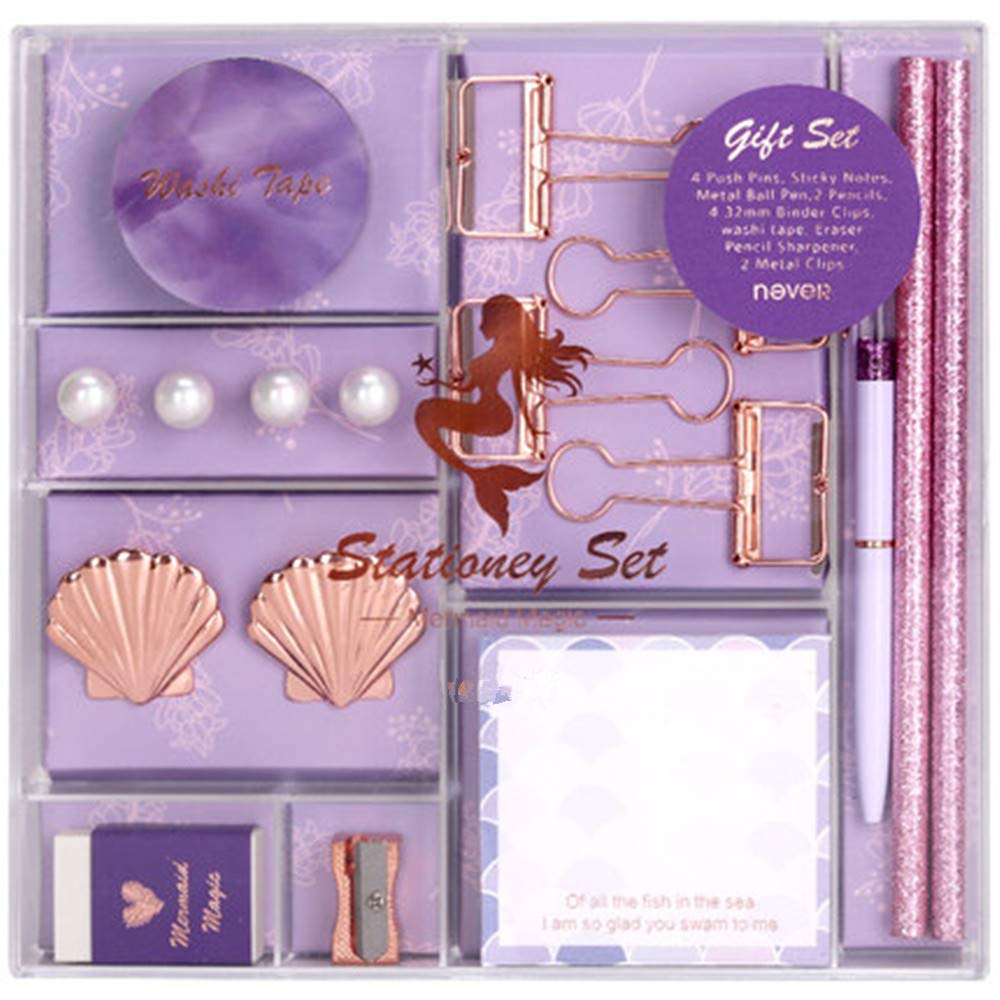 Washi Tape
Gift Set
4 Push Pins, Sticky Notes,
Metal Ball Pen,2 Pencils,
4 32mm Binder Clips,
washi tape, Eraser
Pencil Sharpener,
2 Metal Clips
never
Stationey Set
Mermaid Magic
Mermaid
Magic
Of all the fish in the sea
I am so glad you swam to me